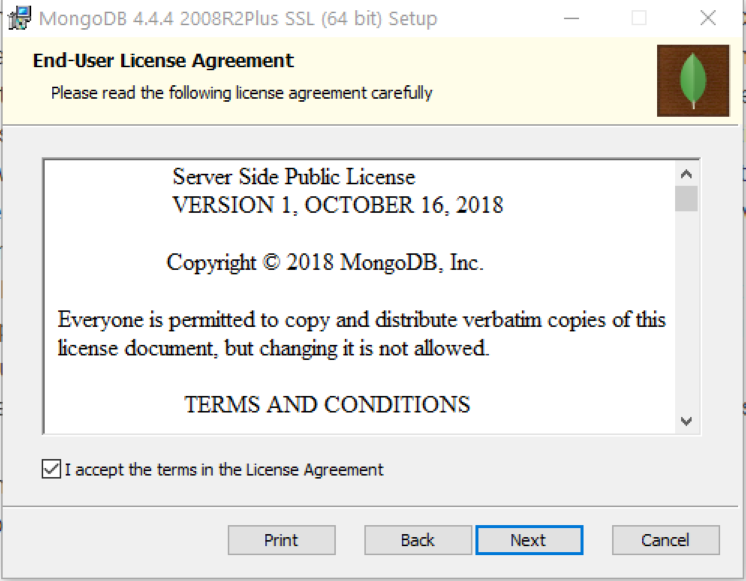 MongoDB 4.4.4 2008R2Plus SSL (64 bit) Setup
End-User License Agreement
Please read the following license agreement carefully
Server Side Public License
VERSION 1, OCTOBER 16, 2018
Copyright © 2018 MongoDB, Inc.
Everyone is permitted to copy and distribute verbatim copies of this
license document, but changing it is not allowed.
TERMS AND CONDITIONS
I accept the terms in the License Agreement
Print Back Next Cancel